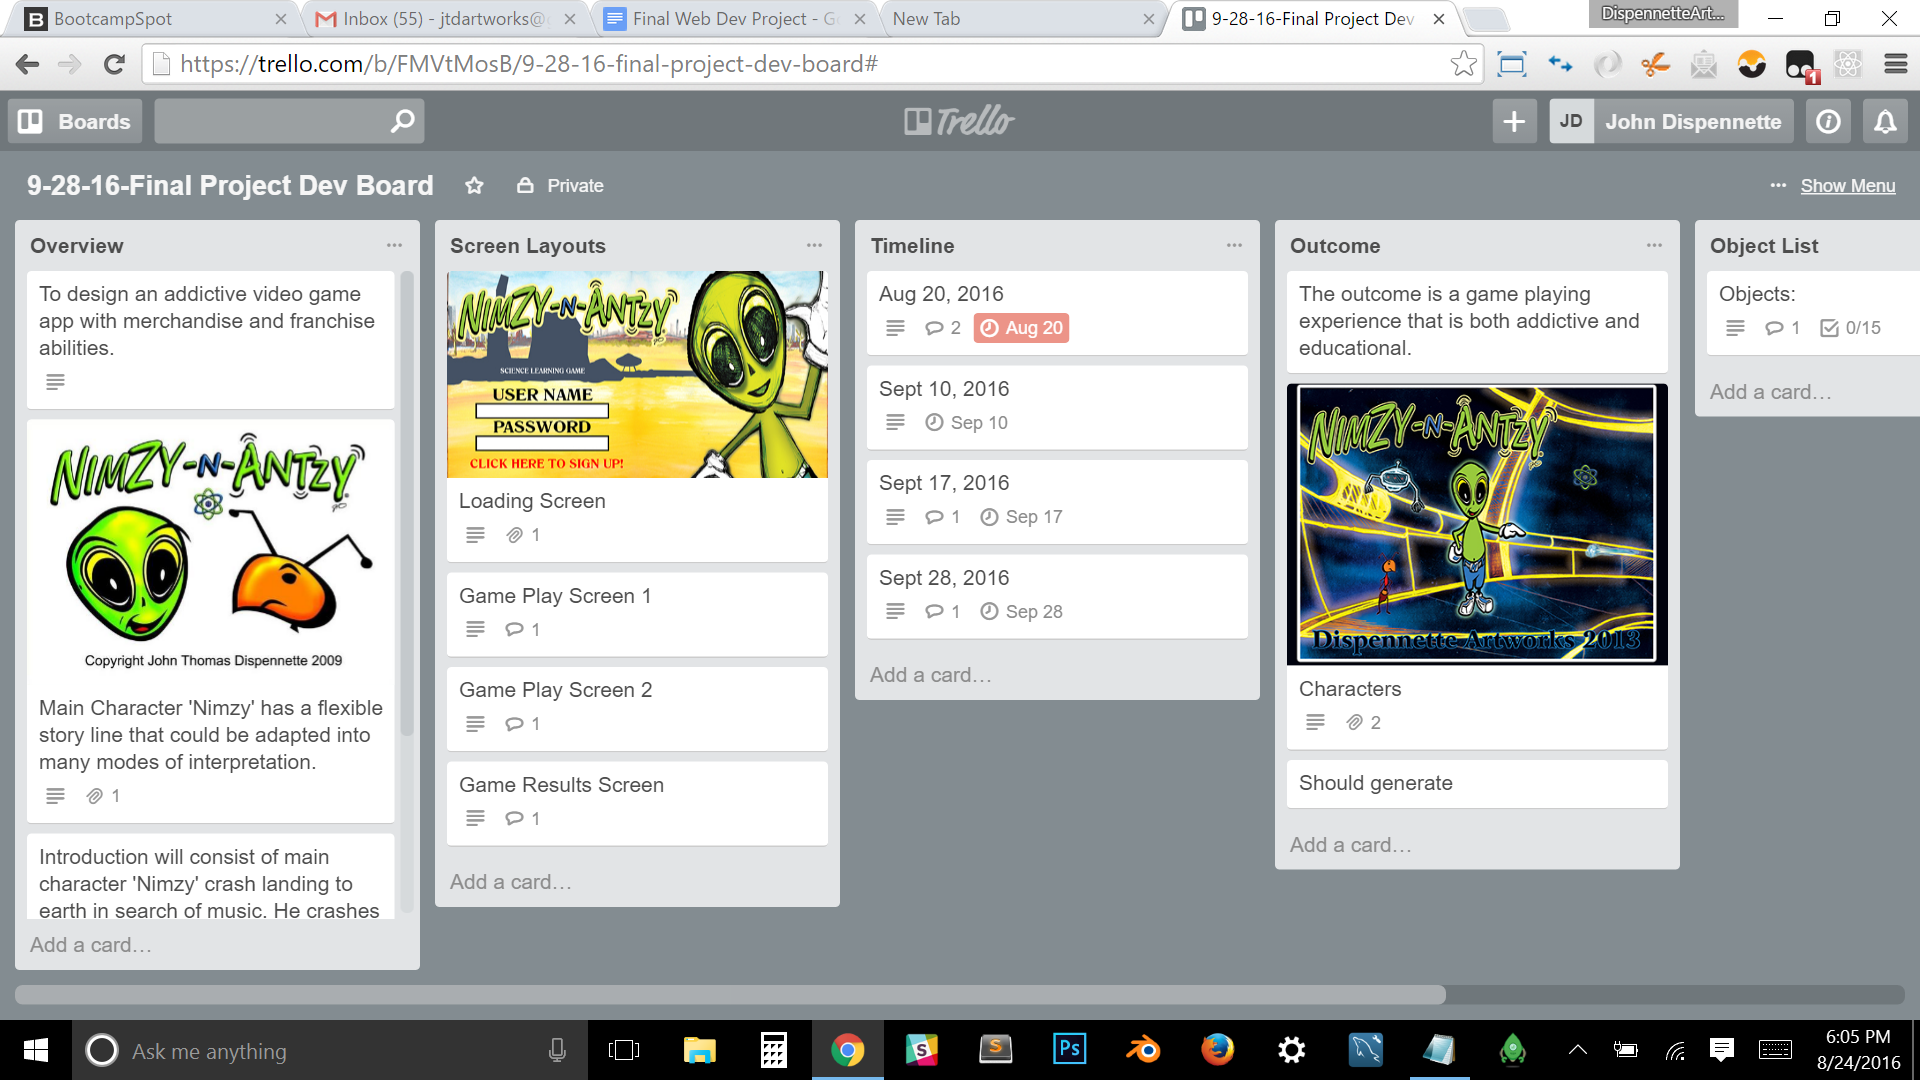 BootcampSpot
Inbox (55) - jtdartworks@
Final Web Dev Project - G
New Tab
9-28-16-Final Project Dev
DispennetteArt...
https://trello.com/b/FMVtMosB/9-28-16-final-project-dev-board#
1
Boards
Trello
JD
John Dispennette
9-28-16-Final Project Dev Board
Private
Show Menu
Overview
To design an addictive video game
app with merchandise and franchise
abilities.
NIMZY-N-ANTZY
Copyright John Thomas Dispennette 2009
Main Character 'Nimzy' has a flexible
story line that could be adapted into
many modes of interpretation.
1
Introduction will consist of main
character 'Nimzy' crash landing to
earth in search of music. He crashes
Add a card…
Screen Layouts
NIMZY-N-ANTZY
SCIENCE LEARNING GAME
USER NAME
PASSWORD
CLICK HERE TO SIGN UP!
Loading Screen
1
Game Play Screen 1
1
Game Play Screen 2
1
Game Results Screen
1
Add a card…
Timeline
Aug 20, 2016
2 Aug 20
Sept 10, 2016
Sep 10
Sept 17, 2016
1 Sep 17
Sept 28, 2016
1 Sep 28
Add a card…
Outcome
The outcome is a game playing
experience that is both addictive and
educational.
NIMZY-N-ANTZY
Dispennette Artworks 2013
Characters
2
Should generate
Add a card…
Object List
Objects:
1 0/15
Add a card…
Ask me anything
Ps
6:05 PM
8/24/2016